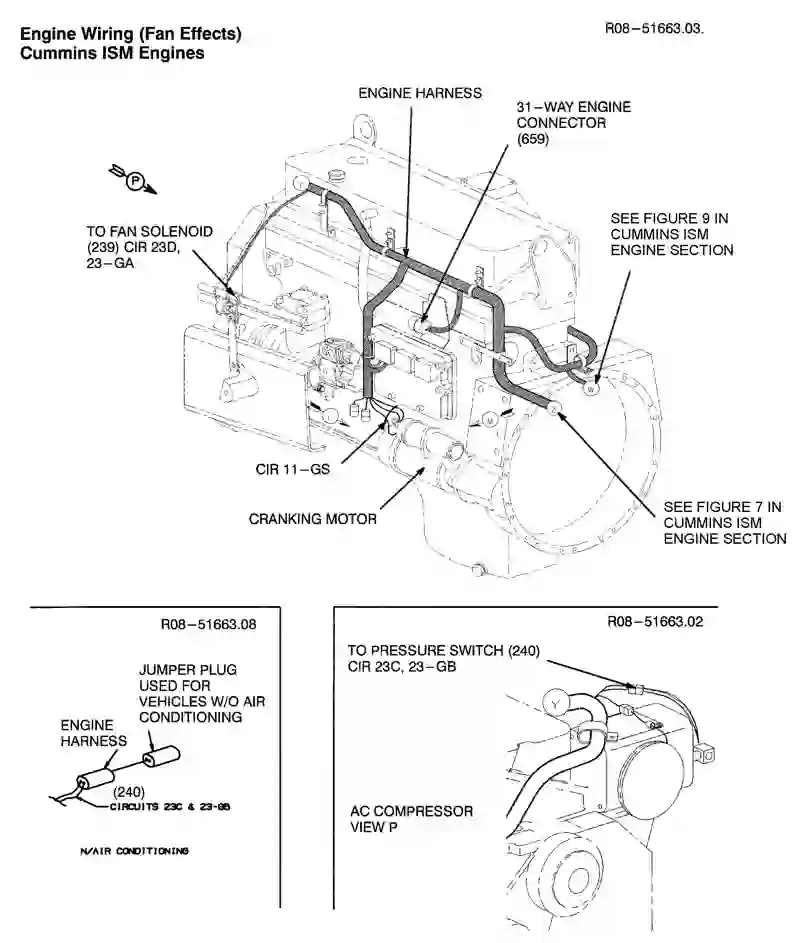 Engine Wiring (Fan Effects)
Cummins ISM Engines
R08-51663.03.
ENGINE HARNESS
31-WAY ENGINE
CONNECTOR
(659)
P
TO FAN SOLENOID
(239) CIR 23D,
23-GA
SEE FIGURE 9 IN
CUMMINS ISM
ENGINE SECTION
W
M
CIR 11-GS
CRANKING MOTOR
SEE FIGURE 7 IN
CUMMINS ISM
ENGINE SECTION
R08-51663.08
JUMPER PLUG
USED FOR
VEHICLES W/O AIR
CONDITIONING
ENGINE
HARNESS
(240)
CIRCUITS 23C & 23-GB
N/AIR CONDITIONING
R08-51663.02
TO PRESSURE SWITCH (240)
CIR 23C, 23-GB
Y
AC COMPRESSOR
VIEW P